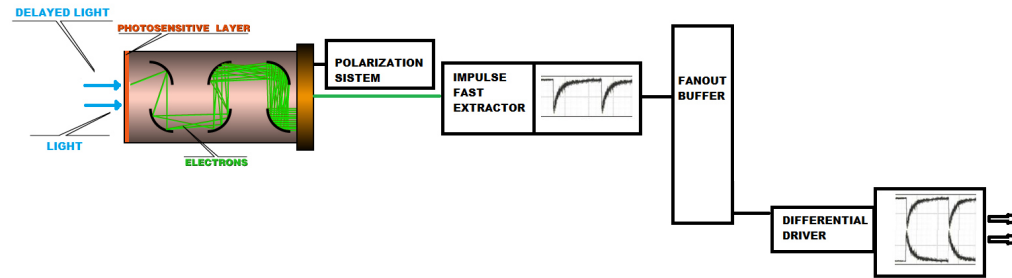 DELAYED LIGHT
PHOTOSENSITIVE LAYER
LIGHT
ELECTRONS
POLARIZATION
SISTEM
IMPULSE
FAST
EXTRACTOR
FANOUT
BUFFER
DIFFERENTIAL
DRIVER